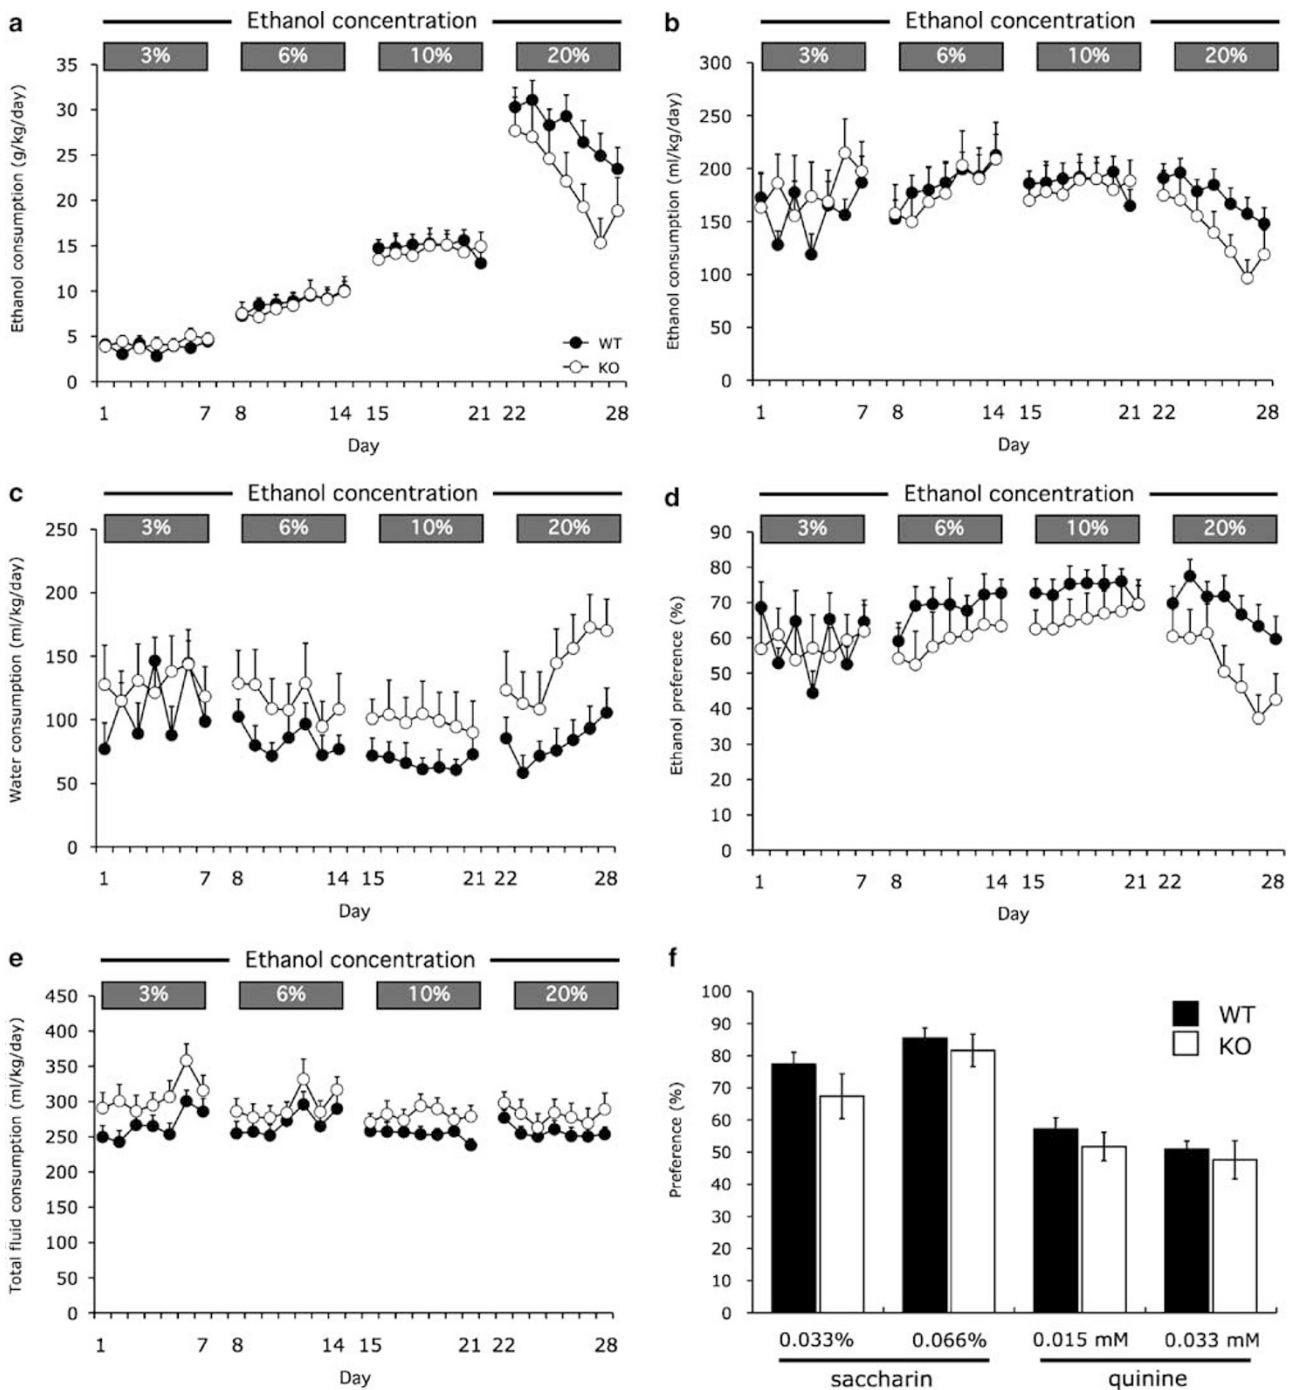 a
Ethanol concentration
3% 6% 10% 20%
Ethanol consumption (g/kg/day)
35
30
25
20
15
10
5
0
WT
KO
1 7 8 14 15 21 22 28
Day
b
Ethanol concentration
3% 6% 10% 20%
Ethanol consumption (ml/kg/day)
300
250
200
150
100
50
0
1 7 8 14 15 21 22 28
Day
c
Ethanol concentration
3% 6% 10% 20%
Water consumption (ml/kg/day)
250
200
150
100
50
0
1 7 8 14 15 21 22 28
Day
d
Ethanol concentration
3% 6% 10% 20%
Ethanol preference (%)
90
80
70
60
50
40
30
20
10
0
1 7 8 14 15 21 22 28
Day
e
Ethanol concentration
3% 6% 10% 20%
Total fluid consumption (ml/kg/day)
450
400
350
300
250
200
150
100
50
0
1 7 8 14 15 21 22 28
Day
f
Preference (%)
100
90
80
70
60
50
40
30
20
10
0
WT
KO
0.033% 0.066% 0.015 mM 0.033 mM
saccharin quinine